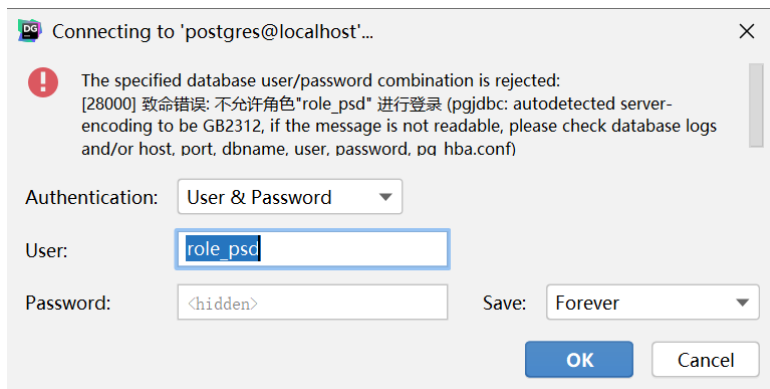 DG
Connecting to 'postgres@localhost'...
The specified database user/password combination is rejected:
[28000] 致命错误: 不允许角色"role_psd" 进行登录 (pgjdbc: autodetected server-
encoding to be GB2312, if the message is not readable, please check database logs
and/or host, port, dbname, user, password, pg_hba.conf)
Authentication: User & Password
User: role_psd
Password: <hidden> Save: Forever
OK Cancel